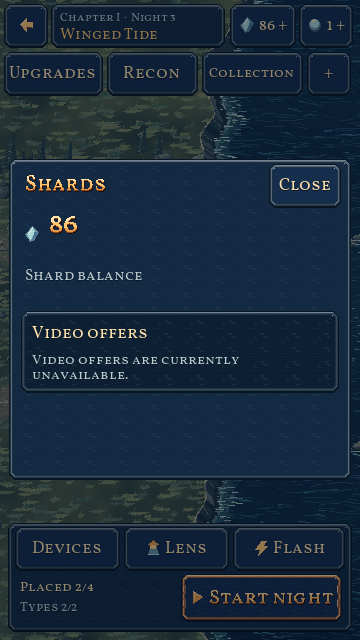 Chapter I · Night 3
Winged Tide
86 +
1 +
Upgrades
Recon
Collection
+
Shards
Close
86
Shard balance
Video offers
Video offers are currently
unavailable.
Devices
Lens
Flash
Placed 2/4
Types 2/2
Start night